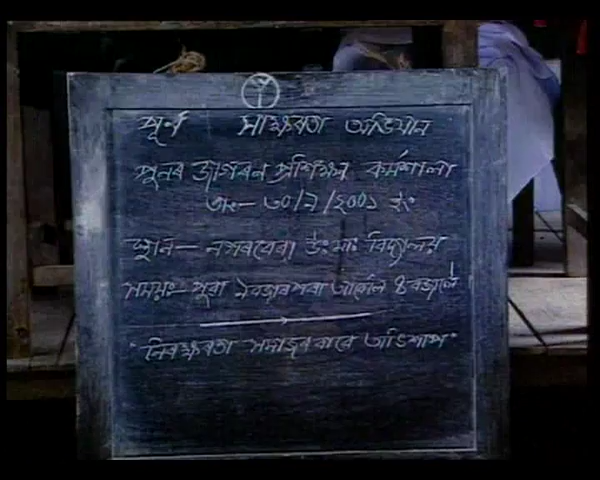 পূৰ্ণ সাক্ষৰতা অভিযান
পুনৰ জাগৰন প্ৰশিক্ষণ কৰ্মশালা
তাং- ৩০/৭/২০০১ ইং
স্থান- নগৰবেৰা উঃ মাঃ বিদ্যালয়
সময়ঃ- পুৱা ৯ বজাৰ পৰা আবেলি ৪ বজালৈ
"নিৰক্ষৰতা সমাজৰ বাবে অভিশাপ"